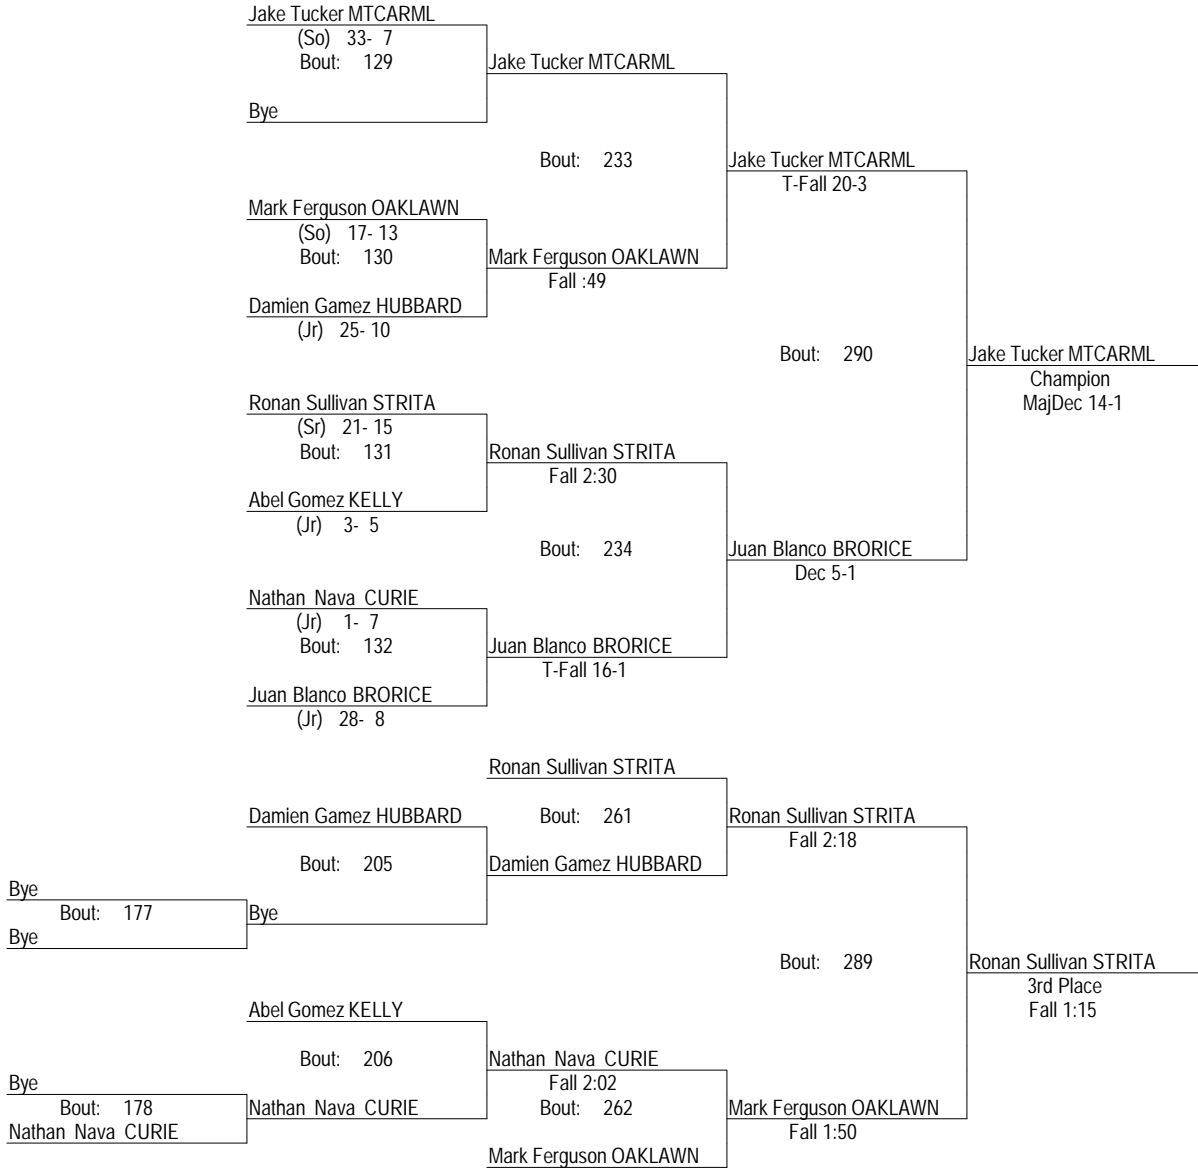 Jake Tucker MTCARML
(So) 33- 7
Bout: 129
Jake Tucker MTCARML
Bye
Bout: 233
Jake Tucker MTCARML
T-Fall 20-3
Mark Ferguson OAKLAWN
(So) 17- 13
Bout: 130
Mark Ferguson OAKLAWN
Fall :49
Damien Gamez HUBBARD
(Jr) 25- 10
Bout: 290
Jake Tucker MTCARML
Champion
MajDec 14-1
Ronan Sullivan STRITA
(Sr) 21- 15
Bout: 131
Ronan Sullivan STRITA
Fall 2:30
Abel Gomez KELLY
(Jr) 3- 5
Bout: 234
Juan Blanco BRORICE
Dec 5-1
Nathan Nava CURIE
(Jr) 1- 7
Bout: 132
Juan Blanco BRORICE
T-Fall 16-1
Juan Blanco BRORICE
(Jr) 28- 8
Ronan Sullivan STRITA
Damien Gamez HUBBARD
Bout: 261
Ronan Sullivan STRITA
Fall 2:18
Bout: 205
Damien Gamez HUBBARD
Bye
Bout: 177
Bye
Bye
Bout: 289
Ronan Sullivan STRITA
3rd Place
Fall 1:15
Abel Gomez KELLY
Bout: 206
Nathan Nava CURIE
Fall 2:02
Bye
Bout: 178
Nathan Nava CURIE
Bout: 262
Mark Ferguson OAKLAWN
Fall 1:50
Nathan Nava CURIE
Mark Ferguson OAKLAWN